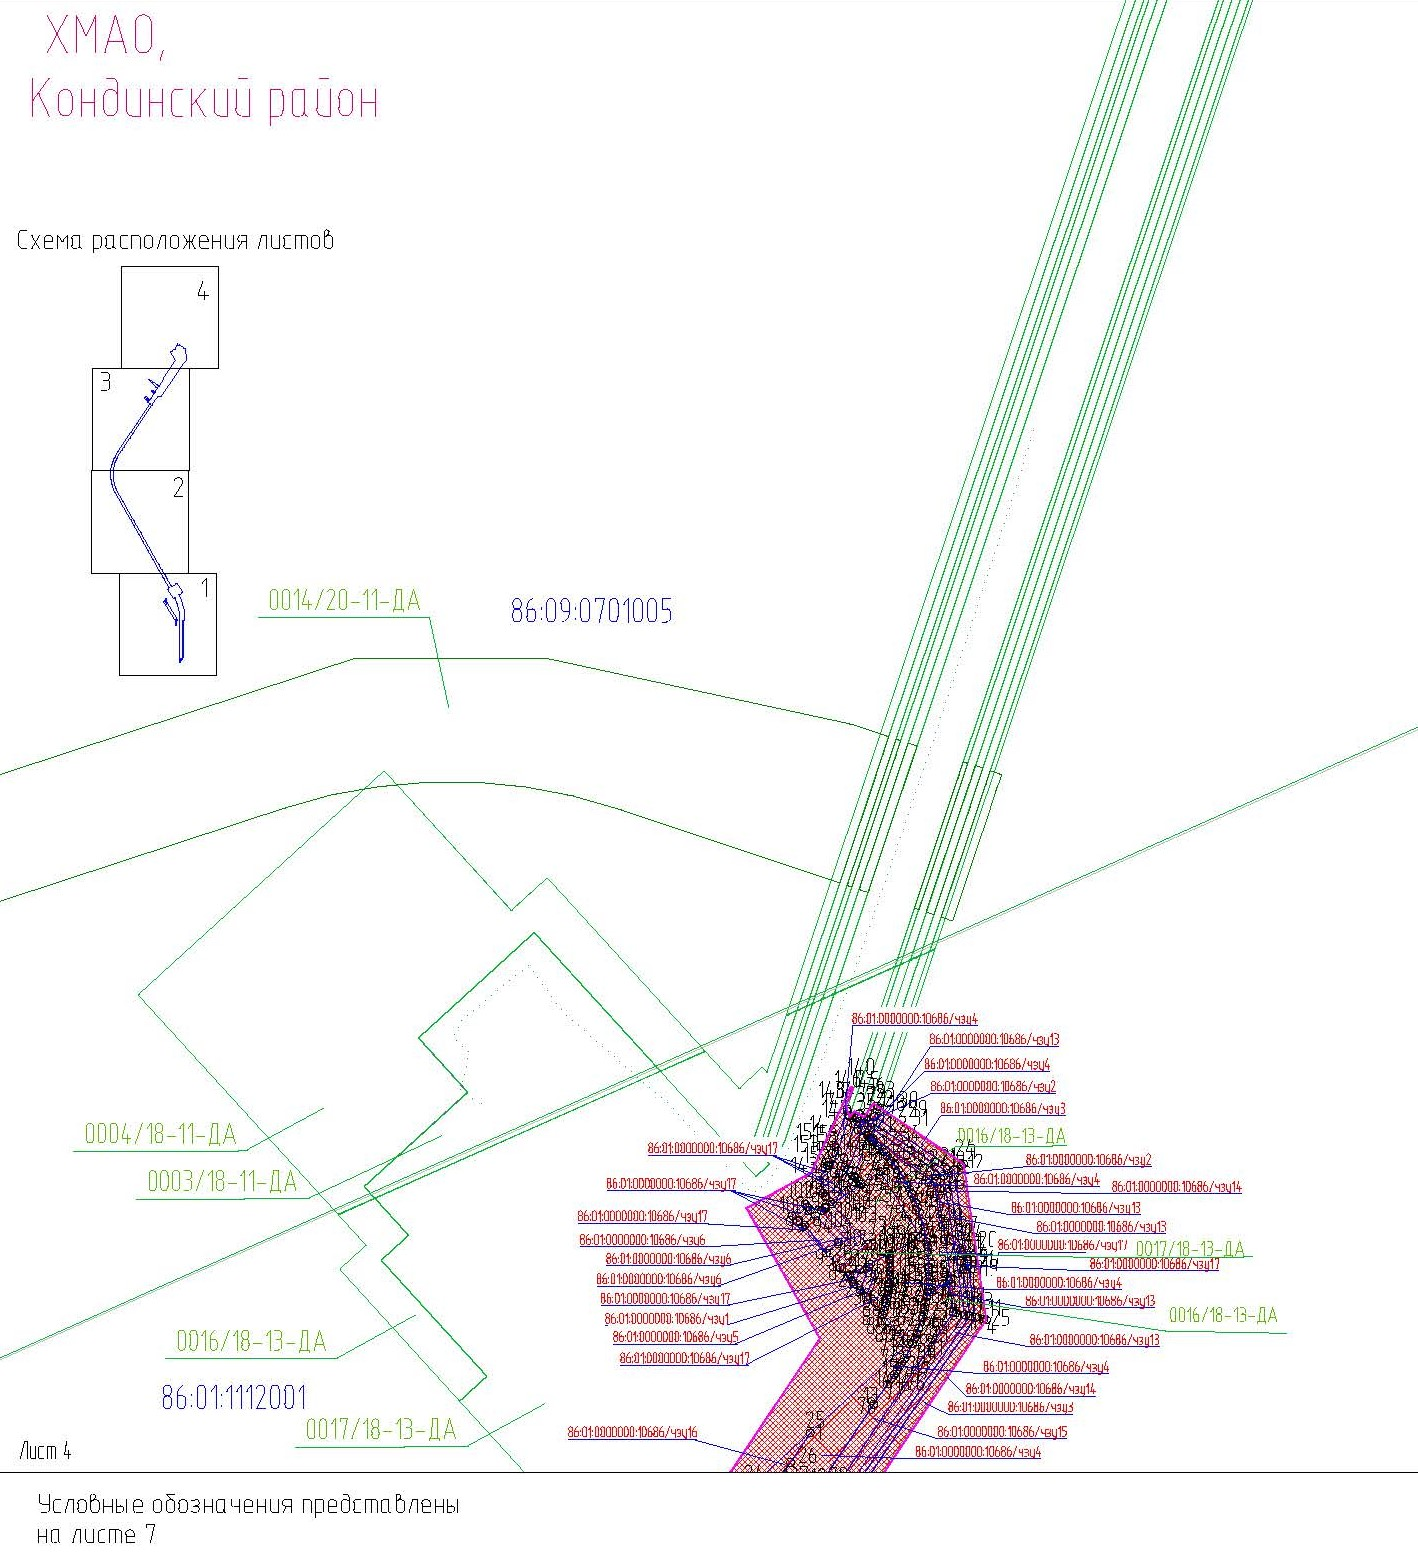 ХМАО,
Кондинский район
Схема расположения листов
4
3
2
1
0014/20-11-ДА
86:09:0701005
86:01:0000000:10686/чзу4
86:01:0000000:10686/чзу13
86:01:0000000:10686/чзу4
86:01:0000000:10686/чзу2
86:01:0000000:10686/чзу3
0004/18-11-ДА
0016/18-13-ДА
86:01:0000000:10686/чзу17
86:01:0000000:10686/чзу2
0003/18-11-ДА
86:01:0000000:10686/чзу4
86:01:0000000:10686/чзу17
86:01:0000000:10686/чзу14
86:01:0000000:10686/чзу13
86:01:0000000:10686/чзу17
86:01:0000000:10686/чзу13
86:01:0000000:10686/чзу6
86:01:0000000:10686/чзу17
0017/18-13-ДА
86:01:0000000:10686/чзу6
86:01:0000000:10686/чзу17
86:01:0000000:10686/чзу6
86:01:0000000:10686/чзу4
86:01:0000000:10686/чзу17
86:01:0000000:10686/чзу13
86:01:0000000:10686/чзу1
0016/18-13-ДА
86:01:0000000:10686/чзу5
0016/18-13-ДА
86:01:0000000:10686/чзу13
86:01:0000000:10686/чзу17
86:01:0000000:10686/чзу4
86:01:1112001
86:01:0000000:10686/чзу14
86:01:0000000:10686/чзу3
0017/18-13-ДА
86:01:0000000:10686/чзу16
86:01:0000000:10686/чзу15
86:01:0000000:10686/чзу4
Лист 4
Условные обозначения представлены
на листе 7